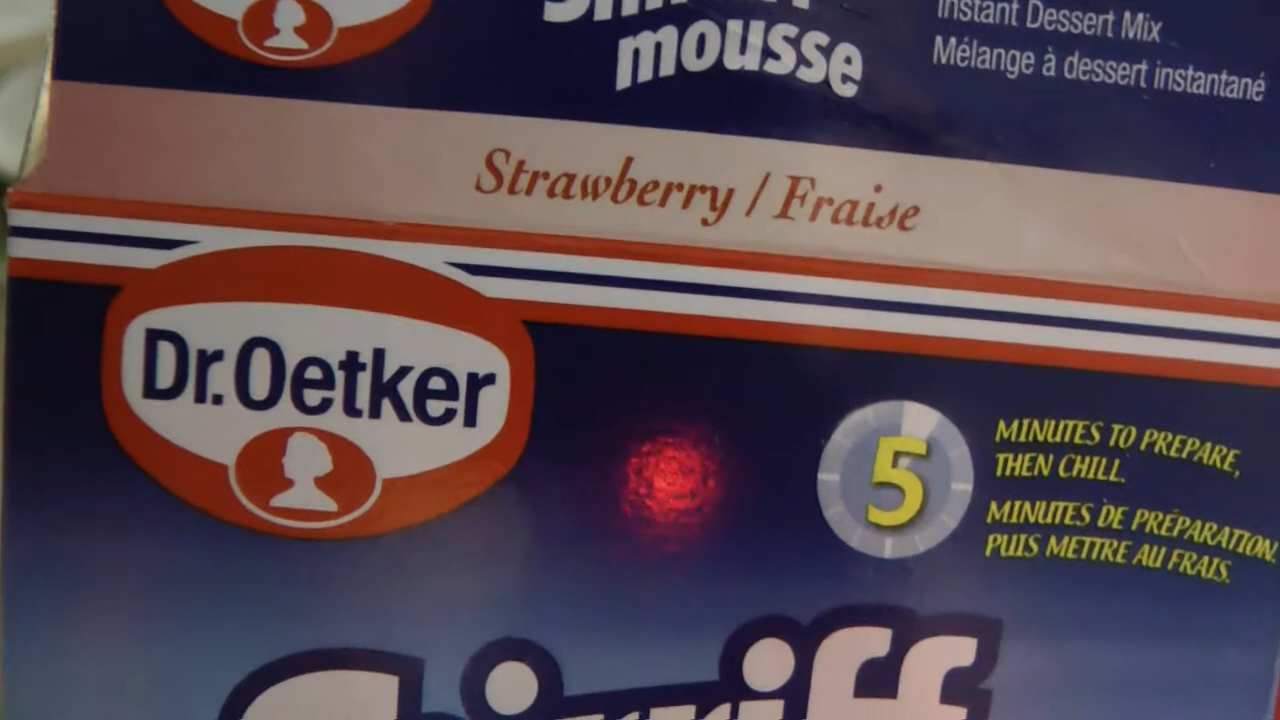 mousse
Instant Dessert Mix
Mélange à dessert instantané
Strawberry / Fraise
Dr.Oetker
5
MINUTES TO PREPARE,
THEN CHILL.
MINUTES DE PRÉPARATION,
PUIS METTRE AU FRAIS.